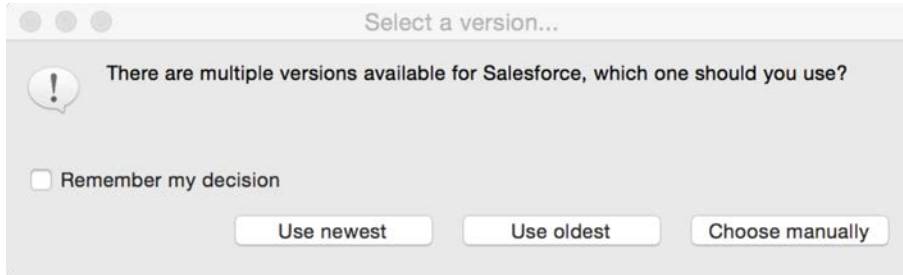 Select a version...
There are multiple versions available for Salesforce, which one should you use?
Remember my decision
Use newest Use oldest Choose manually